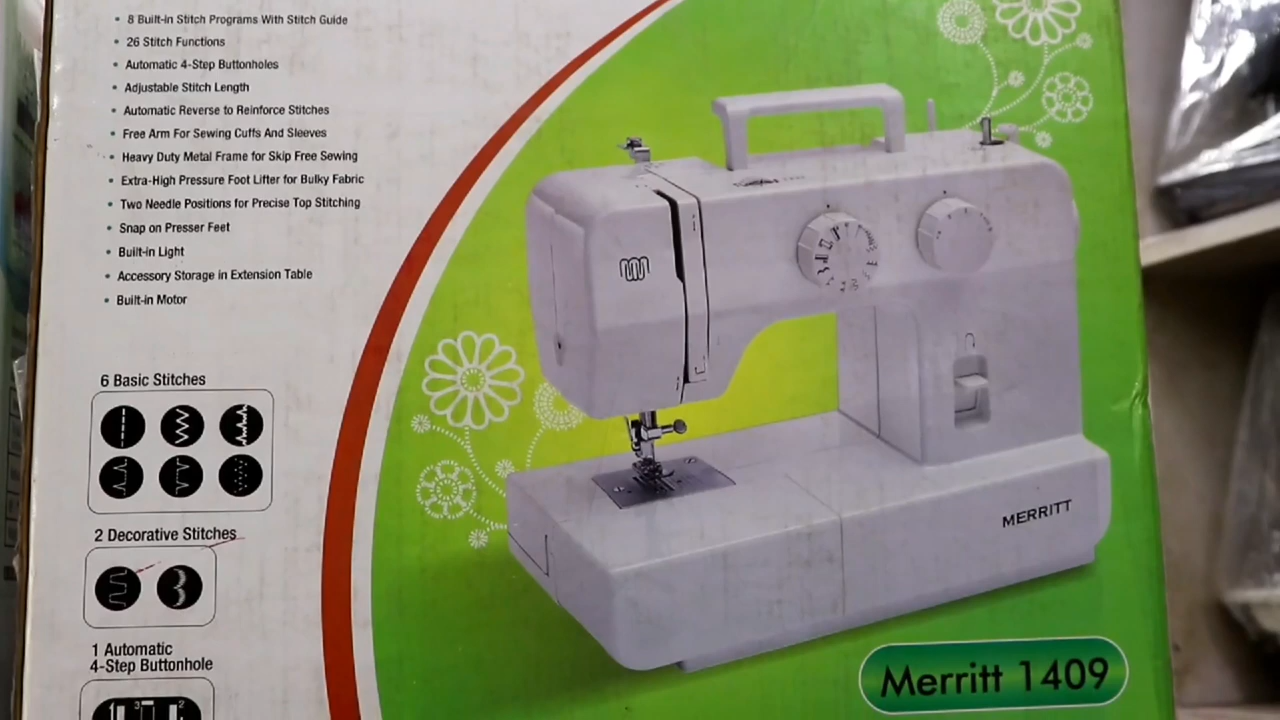 • 8 Built-in Stitch Programs With Stitch Guide
• 26 Stitch Functions
• Automatic 4-Step Buttonholes
• Adjustable Stitch Length
• Automatic Reverse to Reinforce Stitches
• Free Arm For Sewing Cuffs And Sleeves
• Heavy Duty Metal Frame for Skip Free Sewing
• Extra-High Pressure Foot Lifter for Bulky Fabric
• Two Needle Positions for Precise Top Stitching
• Snap on Presser Feet
• Built-in Light
• Accessory Storage in Extension Table
• Built-in Motor
6 Basic Stitches
2 Decorative Stitches
1 Automatic
4-Step Buttonhole
1 3 2
MERRITT
Merritt 1409